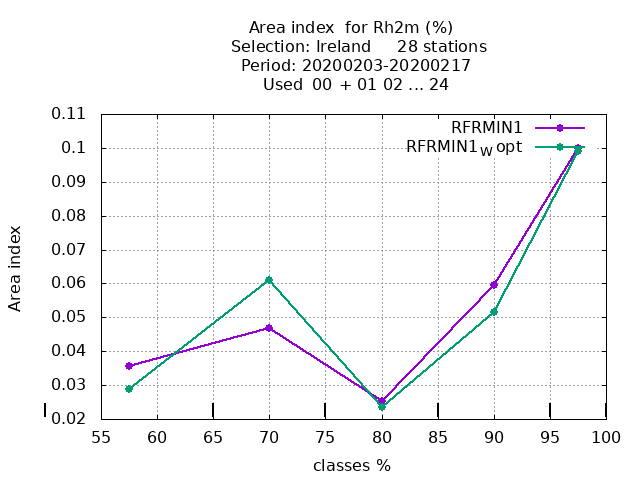 Area index for Rh2m (%)
Selection: Ireland 28 stations
Period: 20200203-20200217
Used 00 + 01 02 ... 24
0.11
RFRMIN1
0.1
RFRMIN1W opt
0.09
0.08
0.07
Area index
0.06
0.05
0.04
0.03
0.02
55 60 65 70 75 80 85 90 95 100
classes %